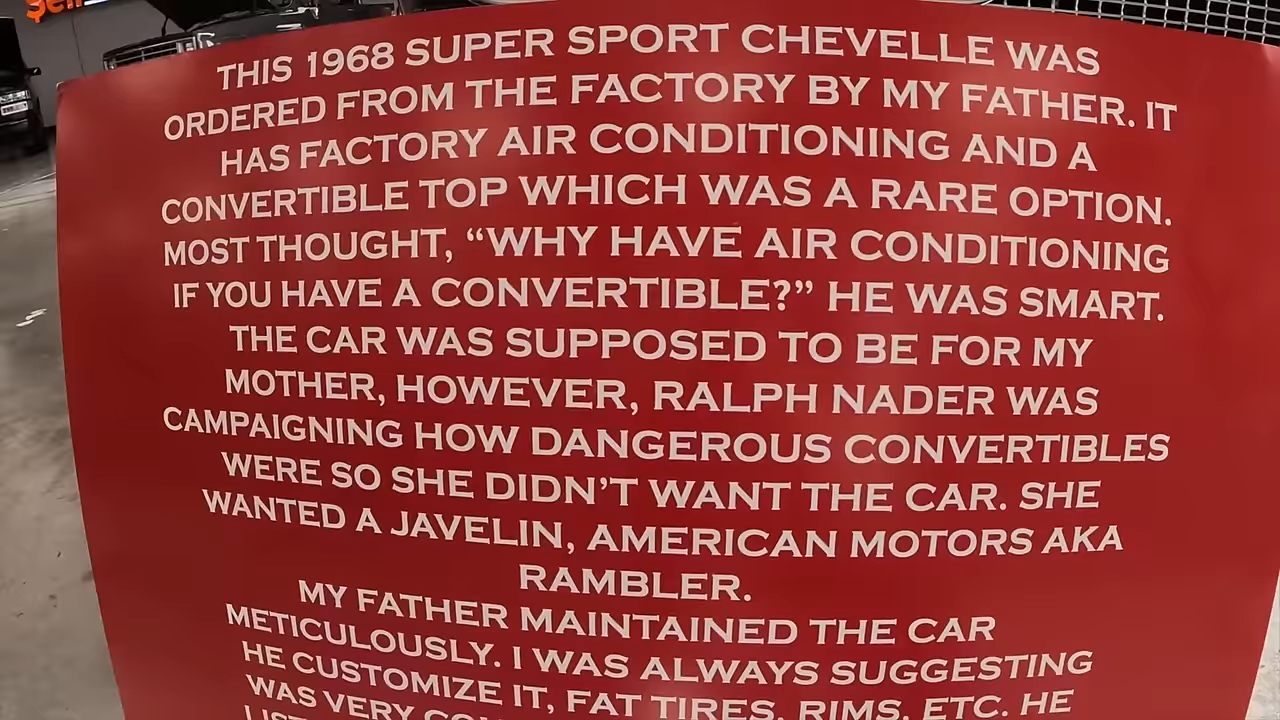 THIS 1968 SUPER SPORT CHEVELLE WAS
ORDERED FROM THE FACTORY BY MY FATHER. IT
HAS FACTORY AIR CONDITIONING AND A
CONVERTIBLE TOP WHICH WAS A RARE OPTION.
MOST THOUGHT, “WHY HAVE AIR CONDITIONING
IF YOU HAVE A CONVERTIBLE?” HE WAS SMART.
THE CAR WAS SUPPOSED TO BE FOR MY
MOTHER, HOWEVER, RALPH NADER WAS
CAMPAIGNING HOW DANGEROUS CONVERTIBLES
WERE SO SHE DIDN’T WANT THE CAR. SHE
WANTED A JAVELIN, AMERICAN MOTORS AKA
RAMBLER.
MY FATHER MAINTAINED THE CAR
METICULOUSLY. I WAS ALWAYS SUGGESTING
HE CUSTOMIZE IT, FAT TIRES, RIMS, ETC. HE
WAS VERY